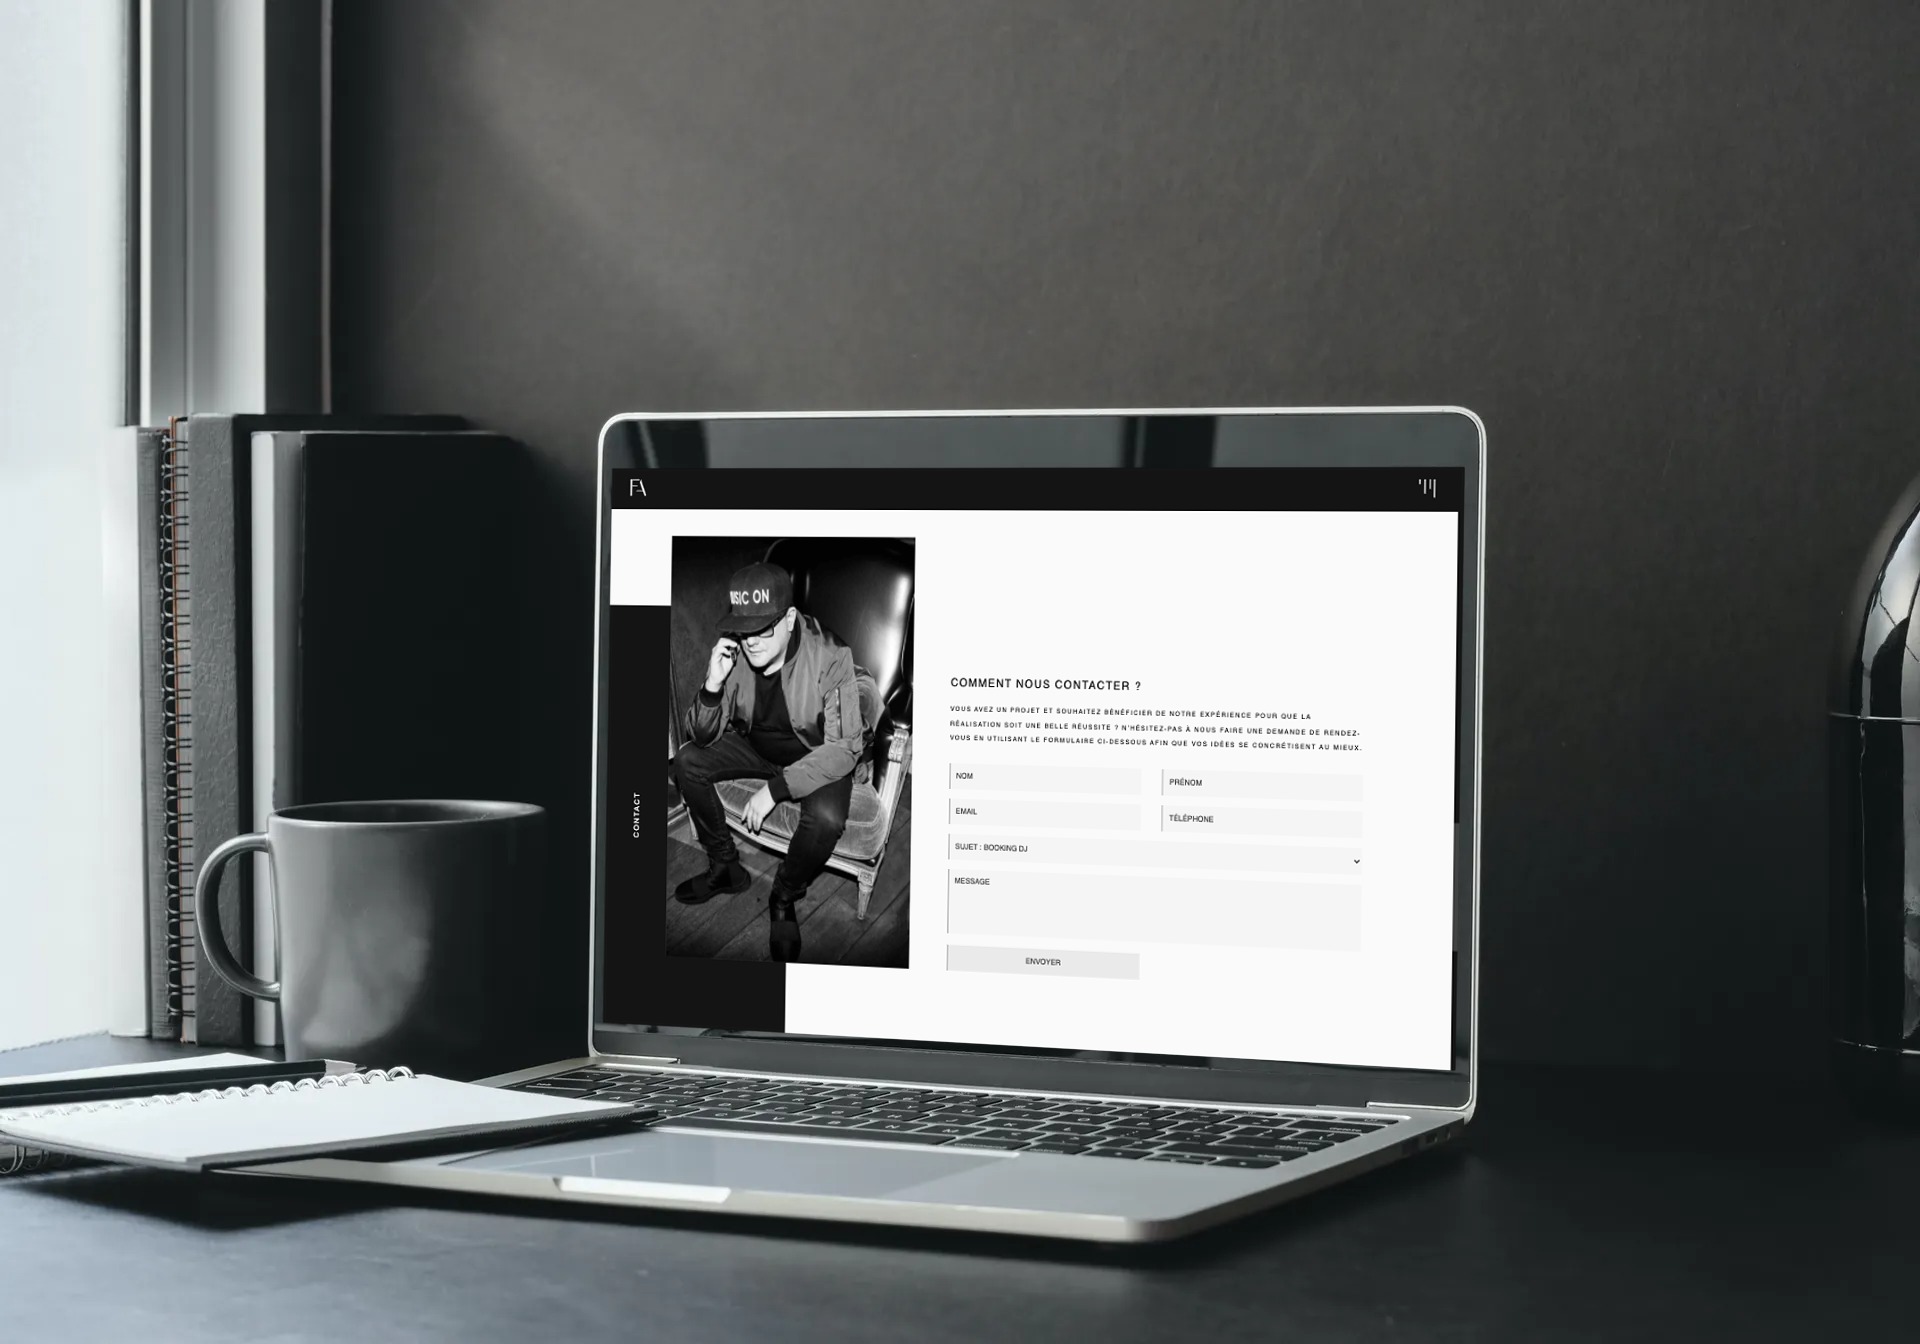 FA
USIC ON
CONTACT
COMMENT NOUS CONTACTER ?
VOUS AVEZ UN PROJET ET SOUHAITEZ BÉNÉFICIER DE NOTRE EXPÉRIENCE POUR QUE LA
RÉALISATION SOIT UNE BELLE RÉUSSITE ? N'HÉSITEZ-PAS À NOUS FAIRE UNE DEMANDE DE RENDEZ-
VOUS EN UTILISANT LE FORMULAIRE CI-DESSOUS AFIN QUE VOS IDÉES SE CONCRÉTISENT AU MIEUX.
NOM
PRÉNOM
EMAIL
TÉLÉPHONE
SUJET : BOOKING DJ
MESSAGE
ENVOYER